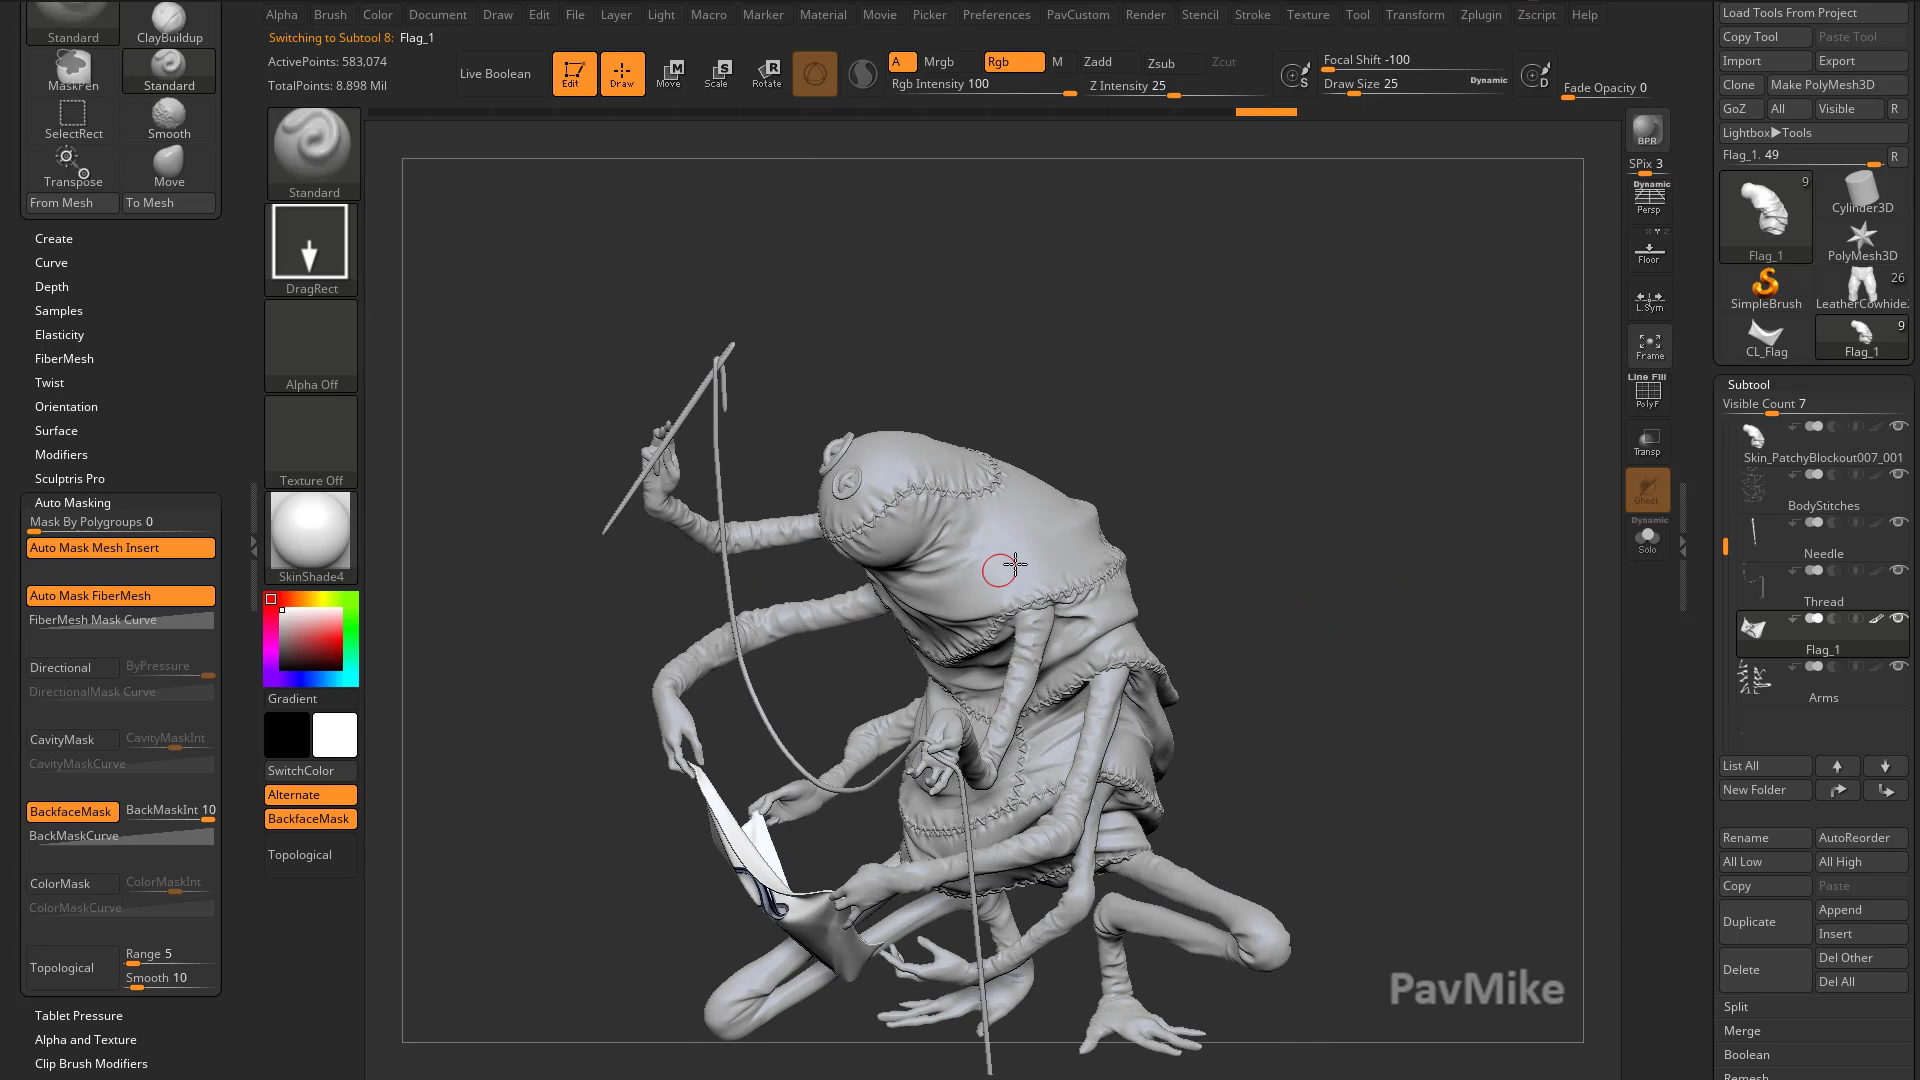 Alpha Brush Color Document Draw Edit File Layer Light Macro Marker Material Movie Picker Preferences PavCustom Render Stencil Stroke Texture Tool Transform Zplugin Zscript Help
Switching to Subtool 8: Flag_1
ActivePoints: 583,074
TotalPoints: 8.898 Mil
Live Boolean
Edit
Draw
Move
Scale
Rotate
A
Mrgb
Rgb
M
Zadd
Zsub
Zcut
Rgb Intensity 100
Z Intensity 25
Focal Shift -100
Draw Size 25
Dynamic
Fade Opacity 0
Standard
ClayBuildup
MaskPen
Standard
SelectRect
Smooth
Transpose
Move
From Mesh
To Mesh
Create
Curve
Depth
Samples
Elasticity
FiberMesh
Twist
Orientation
Surface
Modifiers
Sculptris Pro
Auto Masking
Mask By Polygroups 0
Auto Mask Mesh Insert
Auto Mask FiberMesh
FiberMesh Mask Curve
Directional
ByPressure
DirectionalMask Curve
CavityMask
CavityMaskInt
CavityMaskCurve
BackfaceMask
BackMaskInt 10
BackMaskCurve
ColorMask
ColorMaskInt
ColorMaskCurve
Topological
Range 5
Smooth 10
Tablet Pressure
Alpha and Texture
Clip Brush Modifiers
Standard
DragRect
Alpha Off
Texture Off
SkinShade4
Gradient
SwitchColor
Alternate
BackfaceMask
Topological
PavMike
BPR
SPix 3
Dynamic
Persp
Floor
L.Sym
Frame
Line Fill
PolyF
Transp
Ghost
Dynamic
Solo
Load Tools From Project
Copy Tool
Paste Tool
Import
Export
Clone
Make PolyMesh3D
GoZ
All
Visible
R
Lightbox▶Tools
Flag_1. 49
R
9
Flag_1
Cylinder3D
PolyMesh3D
SimpleBrush
26
LeatherCowhide
CL_Flag
9
Flag_1
Subtool
Visible Count 7
Skin_PatchyBlockout007_001
BodyStitches
Needle
Thread
Flag_1
Arms
List All
New Folder
Rename
AutoReorder
All Low
All High
Copy
Paste
Duplicate
Append
Insert
Delete
Del Other
Del All
Split
Merge
Boolean
Remesh